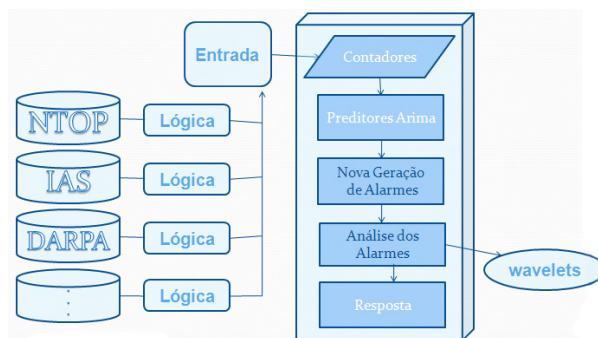 Entrada
Contadores
NTOP
Lógica
Preditores Arima
IAS
Lógica
Nova Geração
de Alarmes
DARPA
Lógica
Análise dos
Alarmes
wavelets
:
Lógica
Resposta